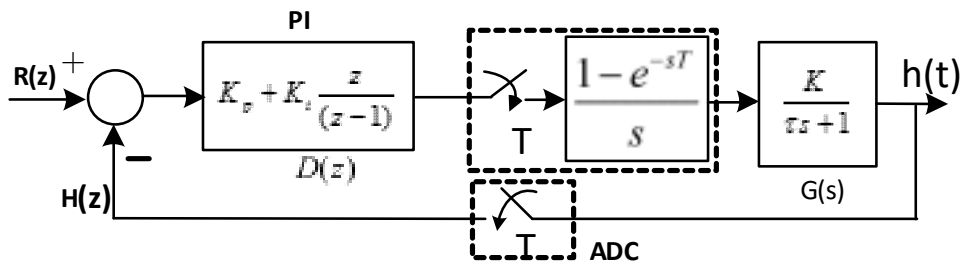 PI
R(z)
+
K_p + K_i z/(z-1)
D(z)
T
1 - e^{-sT}/s
K/τs+1
G(s)
h(t)
−
H(z)
T
ADC